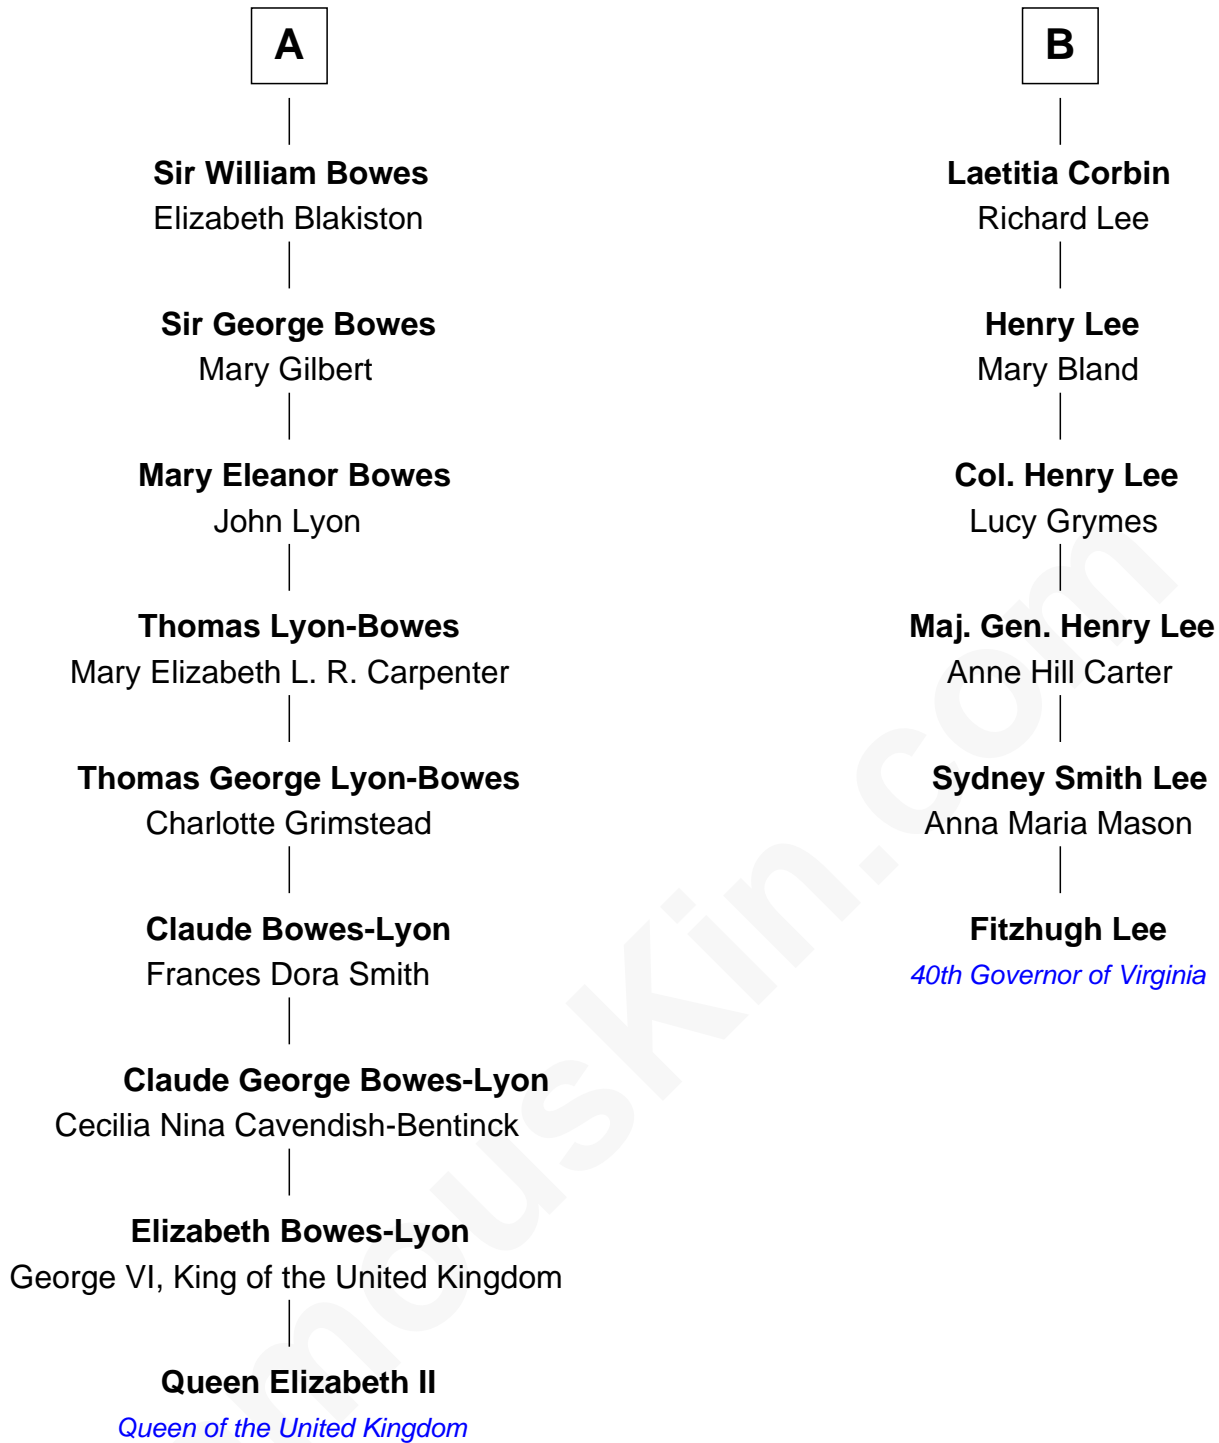 A
Sir William Bowes
Elizabeth Blakiston
Sir George Bowes
Mary Gilbert
Mary Eleanor Bowes
John Lyon
Thomas Lyon-Bowes
Mary Elizabeth L. R. Carpenter
Thomas George Lyon-Bowes
Charlotte Grimstead
Claude Bowes-Lyon
Frances Dora Smith
Claude George Bowes-Lyon
Cecilia Nina Cavendish-Bentinck
Elizabeth Bowes-Lyon
George VI, King of the United Kingdom
Queen Elizabeth II
Queen of the United Kingdom
B
Laetitia Corbin
Richard Lee
Henry Lee
Mary Bland
Col. Henry Lee
Lucy Grymes
Maj. Gen. Henry Lee
Anne Hill Carter
Sydney Smith Lee
Anna Maria Mason
Fitzhugh Lee
40th Governor of Virginia
mousKin.com